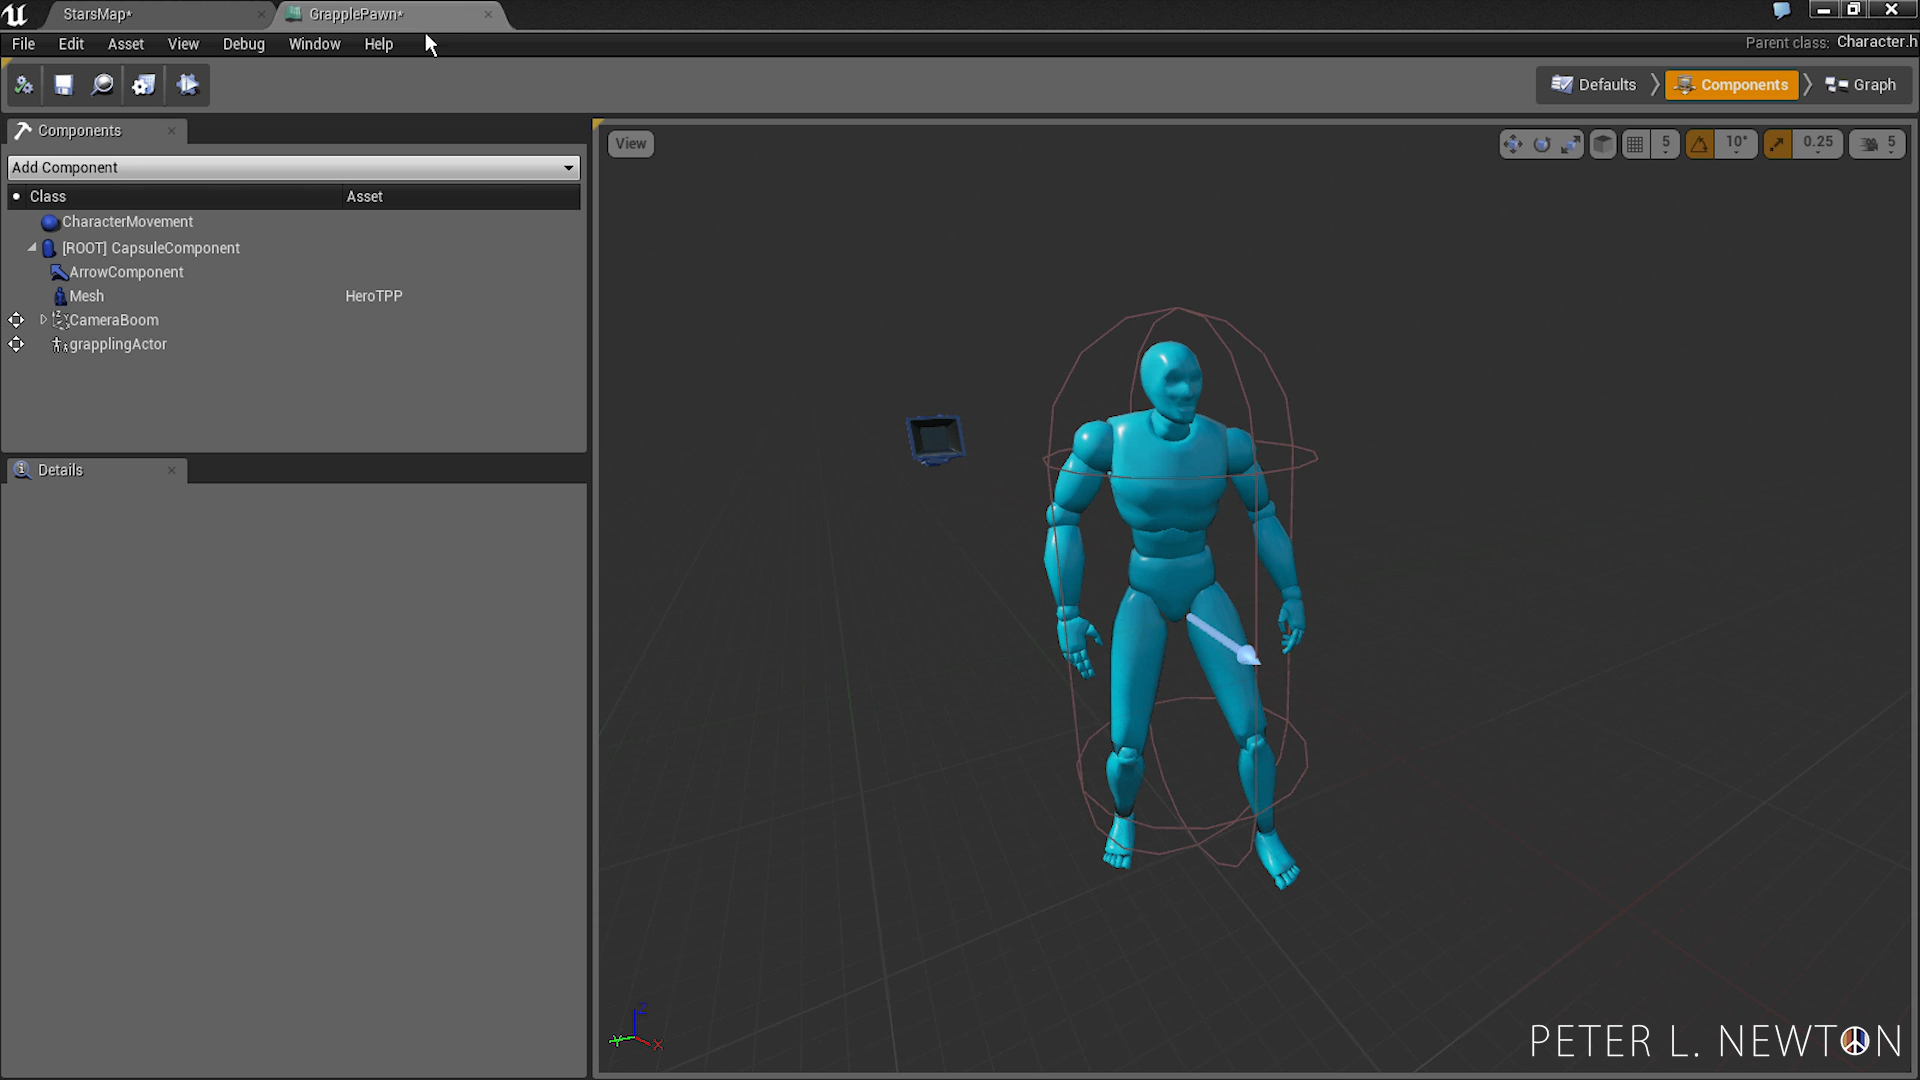 StarsMap*
GrapplePawn*
File Edit Asset View Debug Window Help
Parent class: Character.h
Defaults Components Graph
Components
Add Component
Class Asset
CharacterMovement
[ROOT] CapsuleComponent
ArrowComponent
Mesh HeroTPP
CameraBoom
grapplingActor
Details
View
5 10° 0.25 5
Z
Y X
PETER L. NEWTON